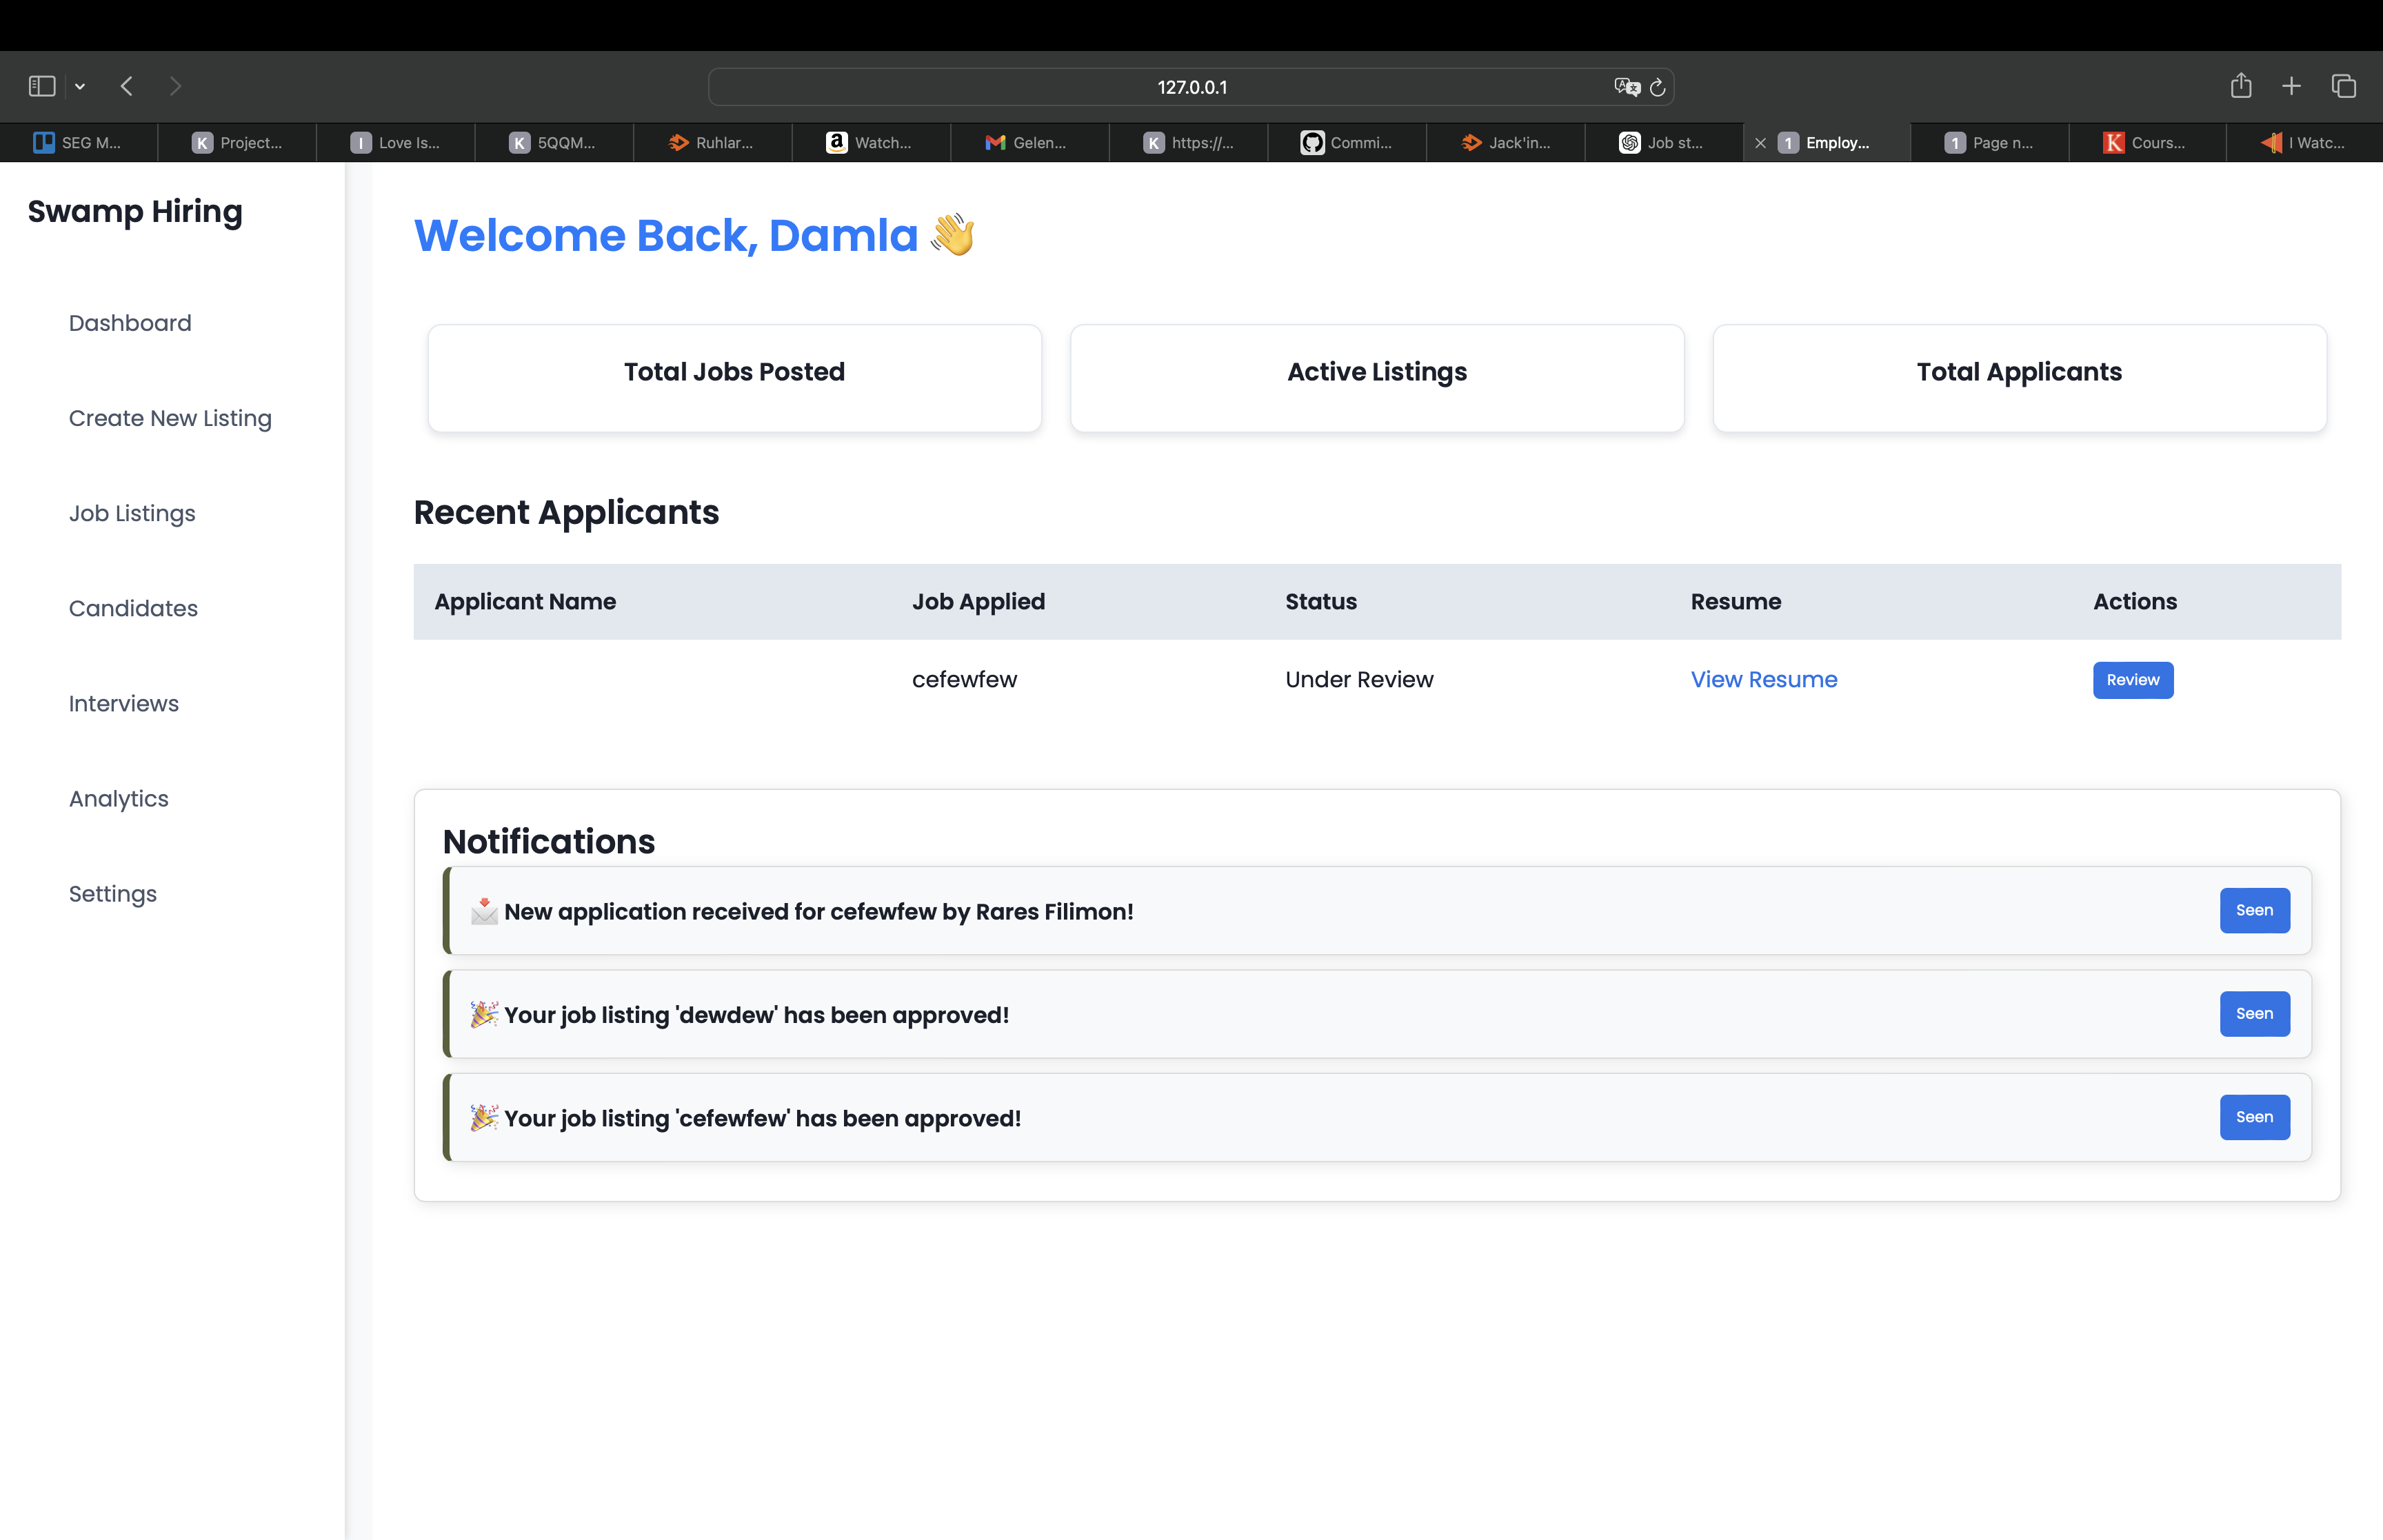 127.0.0.1
SEG M...
K Project...
I Love Is...
K 5QQM...
Ruhlar...
a Watch...
Gelen...
K https://...
Commi...
Jack'in...
Job st...
1 Employ...
1 Page n...
K Cours...
I Watc...
Swamp Hiring
Dashboard
Create New Listing
Job Listings
Candidates
Interviews
Analytics
Settings
Welcome Back, Damla 👋
Total Jobs Posted
Active Listings
Total Applicants
Recent Applicants
Applicant Name Job Applied Status Resume Actions
cefewfew Under Review View Resume Review
Notifications
📩 New application received for cefewfew by Rares Filimon! Seen
🎉 Your job listing 'dewdew' has been approved! Seen
🎉 Your job listing 'cefewfew' has been approved! Seen